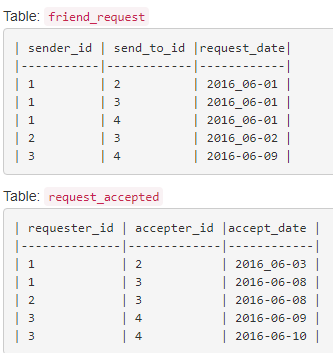 Table: friend_request
| sender_id | send_to_id |request_date|
|-----------|------------|------------|
| 1         | 2          | 2016_06-01 |
| 1         | 3          | 2016_06-01 |
| 1         | 4          | 2016_06-01 |
| 2         | 3          | 2016_06-02 |
| 3         | 4          | 2016-06-09 |
Table: request_accepted
| requester_id | accepter_id |accept_date |
|--------------|-------------|------------|
| 1            | 2           | 2016_06-03 |
| 1            | 3           | 2016-06-08 |
| 2            | 3           | 2016-06-08 |
| 3            | 4           | 2016-06-09 |
| 3            | 4           | 2016-06-10 |